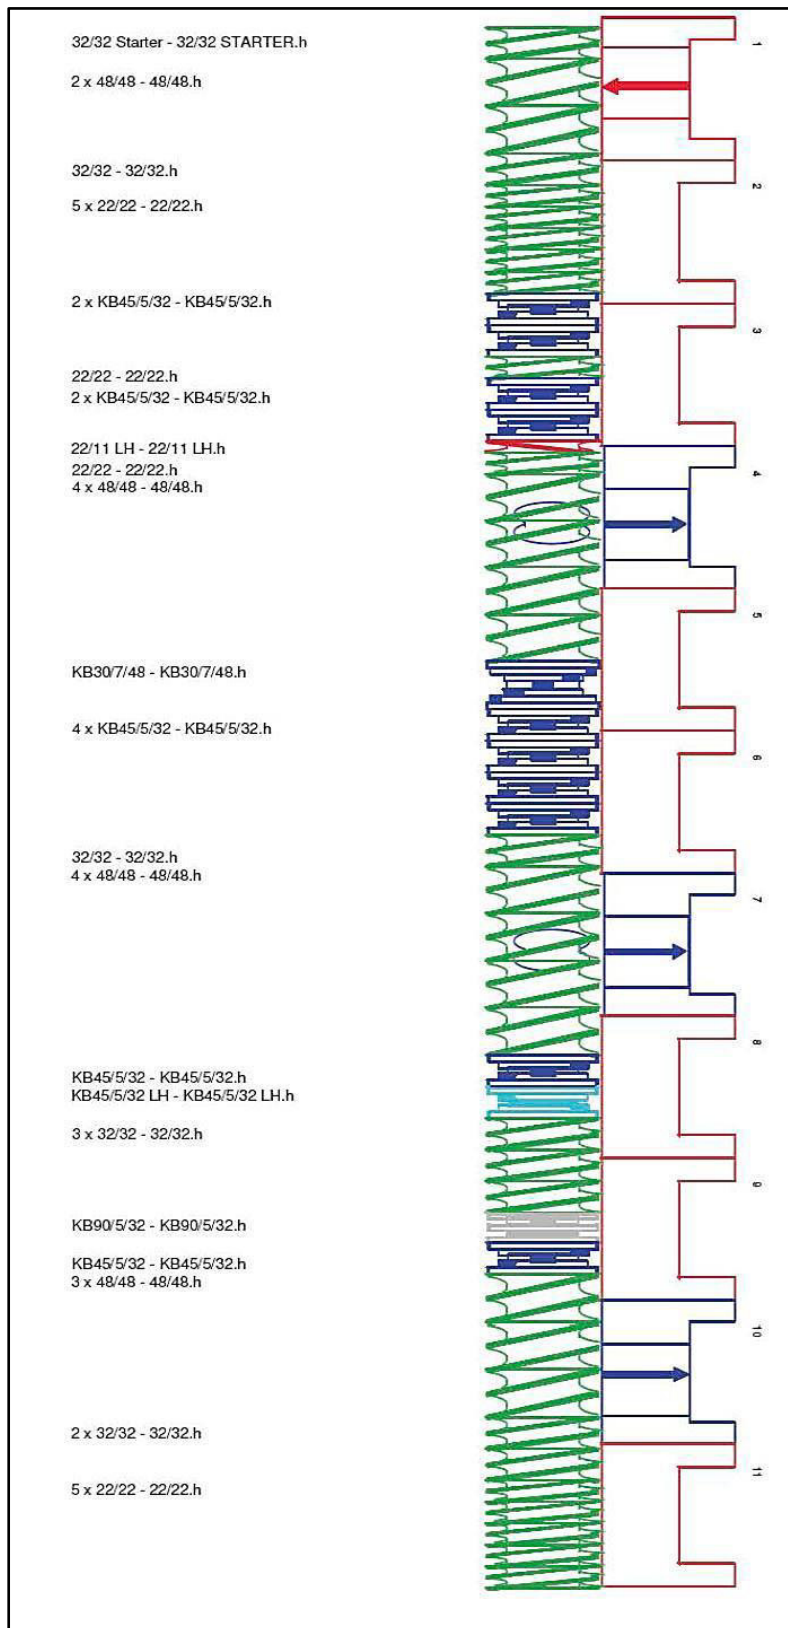 32/32 Starter - 32/32 STARTER.h
1
2 x 48/48 - 48/48.h
32/32 - 32/32.h
2
5 x 22/22 - 22/22.h
2 x KB45/5/32 - KB45/5/32.h
3
22/22 - 22/22.h
2 x KB45/5/32 - KB45/5/32.h
22/11 LH - 22/11 LH.h
22/22 - 22/22.h
4
4 x 48/48 - 48/48.h
5
KB30/7/48 - KB30/7/48.h
4 x KB45/5/32 - KB45/5/32.h
6
32/32 - 32/32.h
4 x 48/48 - 48/48.h
7
8
KB45/5/32 - KB45/5/32.h
KB45/5/32 LH - KB45/5/32 LH.h
3 x 32/32 - 32/32.h
9
KB90/5/32 - KB90/5/32.h
KB45/5/32 - KB45/5/32.h
3 x 48/48 - 48/48.h
10
2 x 32/32 - 32/32.h
11
5 x 22/22 - 22/22.h